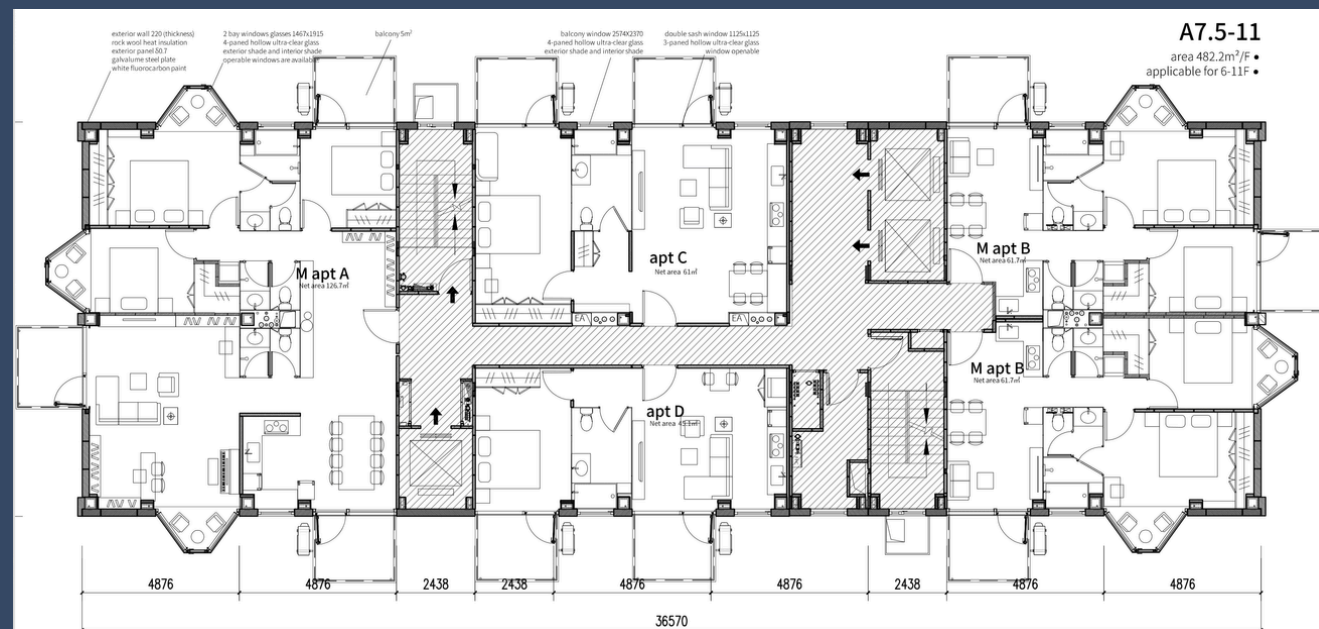 exterior wall 220 (thickness)
rock wool heat insulation
exterior panel δ0.7
galvalume steel plate
white fluorocarbon paint
2 bay windows glasses 1467x1915
4-paned hollow ultra-clear glass
exterior shade and interior shade
operable windows are available
balcony 5m²
balcony window 2574X2370
4-paned hollow ultra-clear glass
exterior shade and interior shade
double sash window 1125x1125
3-paned hollow ultra-clear glass
window openable
A7.5-11
area 482.2m²/F •
applicable for 6-11F •
M apt A
Net area 126.7㎡
apt C
Net area 61㎡
M apt B
Net area 61.7㎡
EA
EA
M apt B
Net area 61.7㎡
apt D
Net area
4876
4876
2438
2438
4876
4876
2438
4876
4876
36570